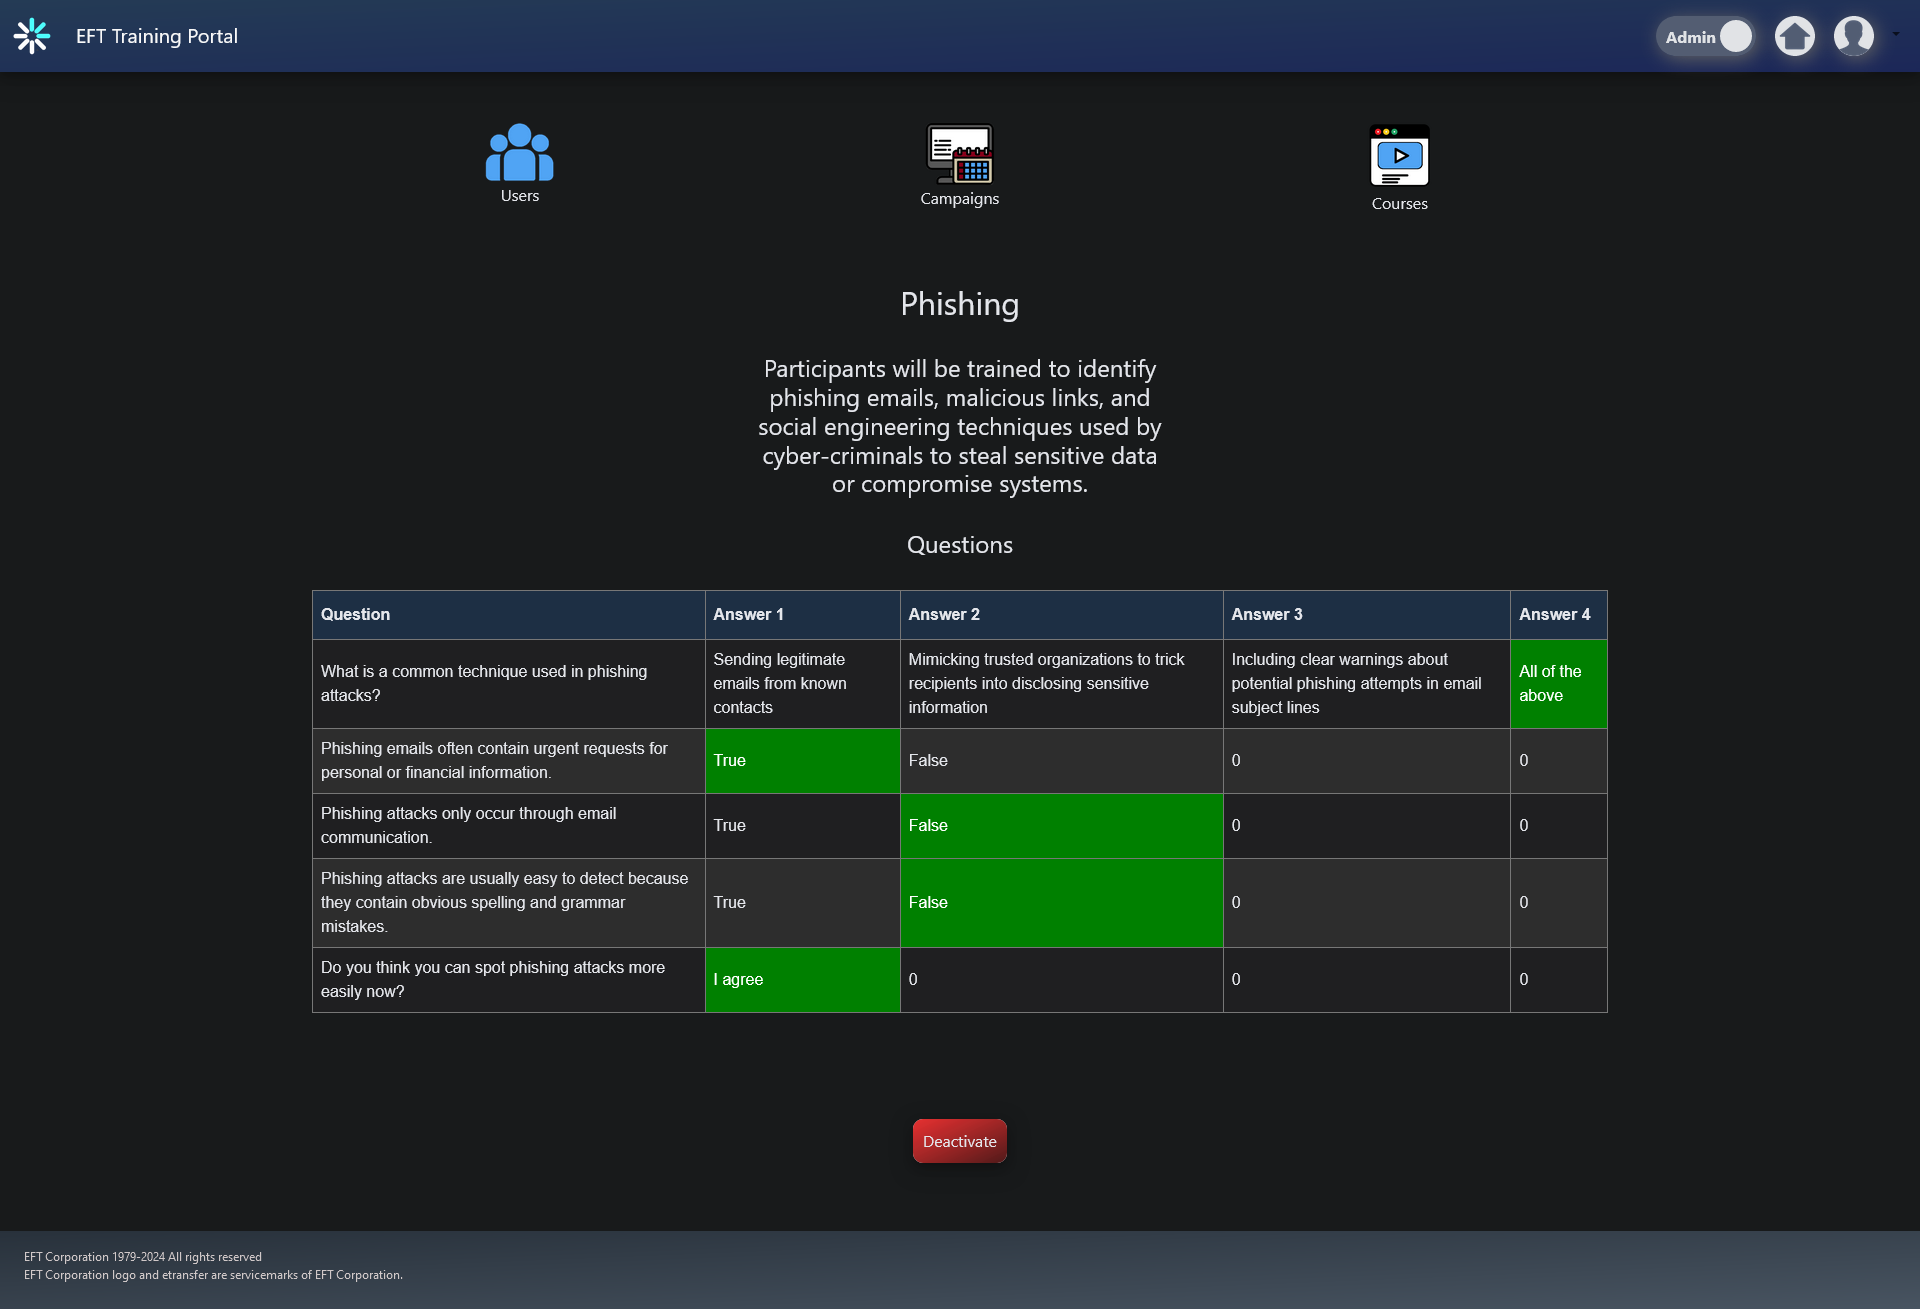 EFT Training Portal
Admin
Users
Campaigns
Courses
Phishing
Participants will be trained to identify
phishing emails, malicious links, and
social engineering techniques used by
cyber-criminals to steal sensitive data
or compromise systems.
Questions
Question Answer 1 Answer 2 Answer 3 Answer 4
What is a common technique used in phishing
attacks?
Sending legitimate
emails from known
contacts
Mimicking trusted organizations to trick
recipients into disclosing sensitive
information
Including clear warnings about
potential phishing attempts in email
subject lines
All of the
above
Phishing emails often contain urgent requests for
personal or financial information.
True
False
0
0
Phishing attacks only occur through email
communication.
True
False
0
0
Phishing attacks are usually easy to detect because
they contain obvious spelling and grammar
mistakes.
True
False
0
0
Do you think you can spot phishing attacks more
easily now?
I agree
0
0
0
Deactivate
EFT Corporation 1979-2024 All rights reserved
EFT Corporation logo and etransfer are servicemarks of EFT Corporation.